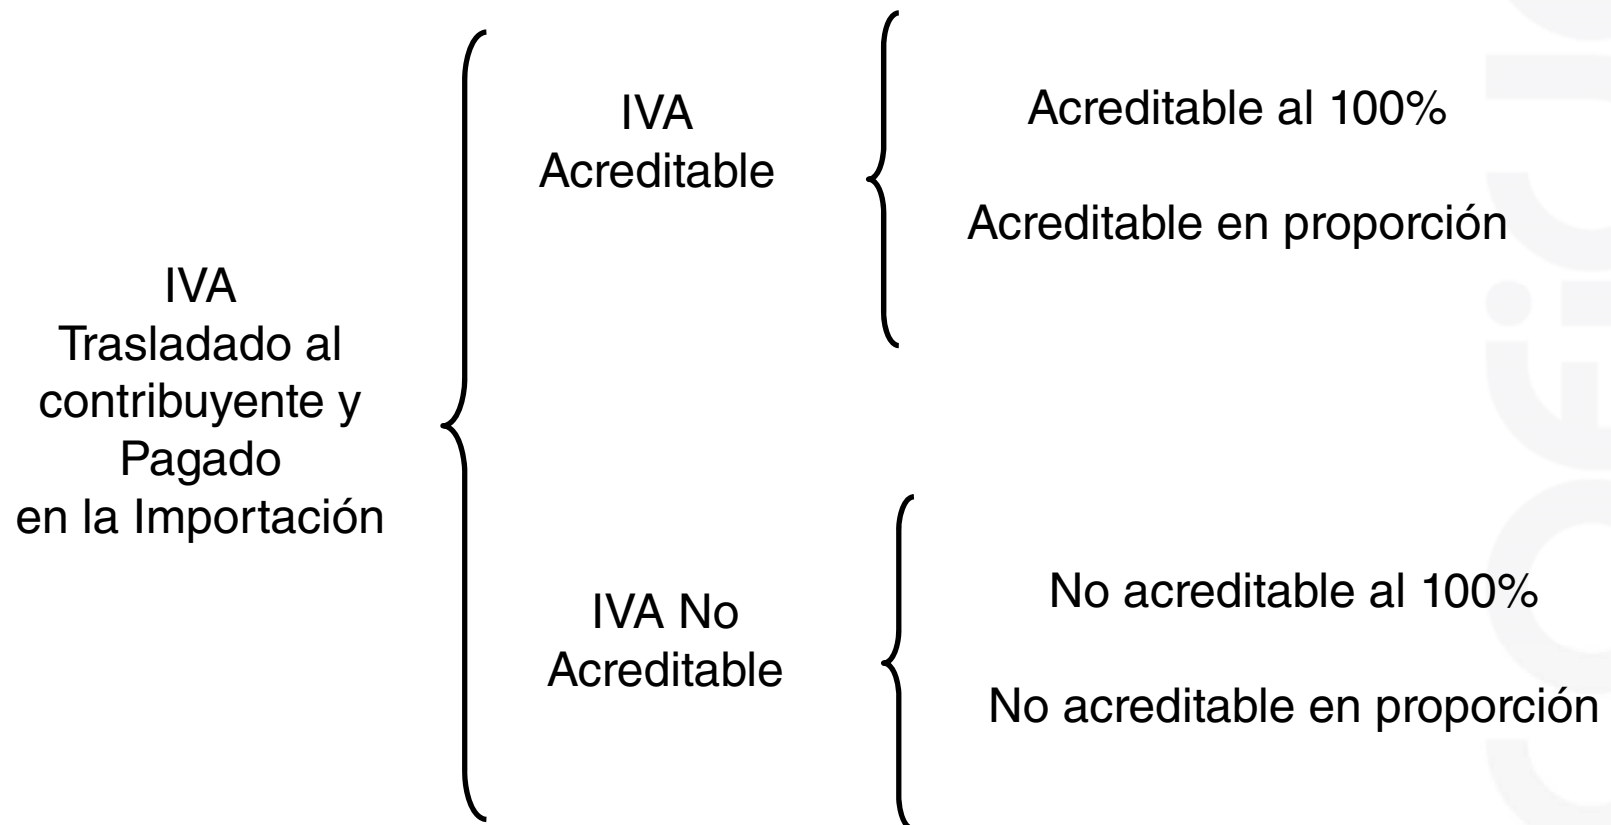 IVA
Trasladado al
contribuyente y
Pagado
en la Importación
IVA
Acreditable
Acreditable al 100%
Acreditable en proporción
IVA No
Acreditable
No acreditable al 100%
No acreditable en proporción